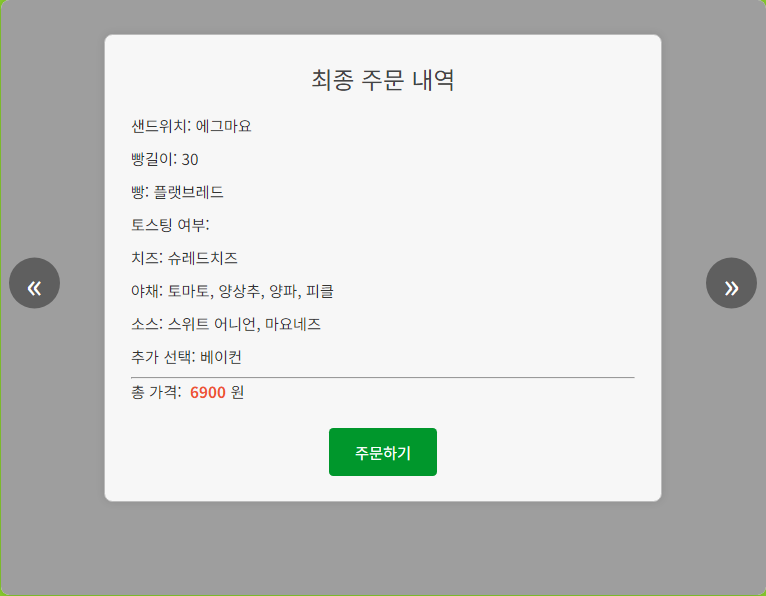 최종 주문 내역
샌드위치: 에그마요
빵길이: 30
빵: 플랫브레드
토스팅 여부:
치즈: 슈레드치즈
야채: 토마토, 양상추, 양파, 피클
소스: 스위트 어니언, 마요네즈
추가 선택: 베이컨
총 가격: 6900 원
주문하기
«
»